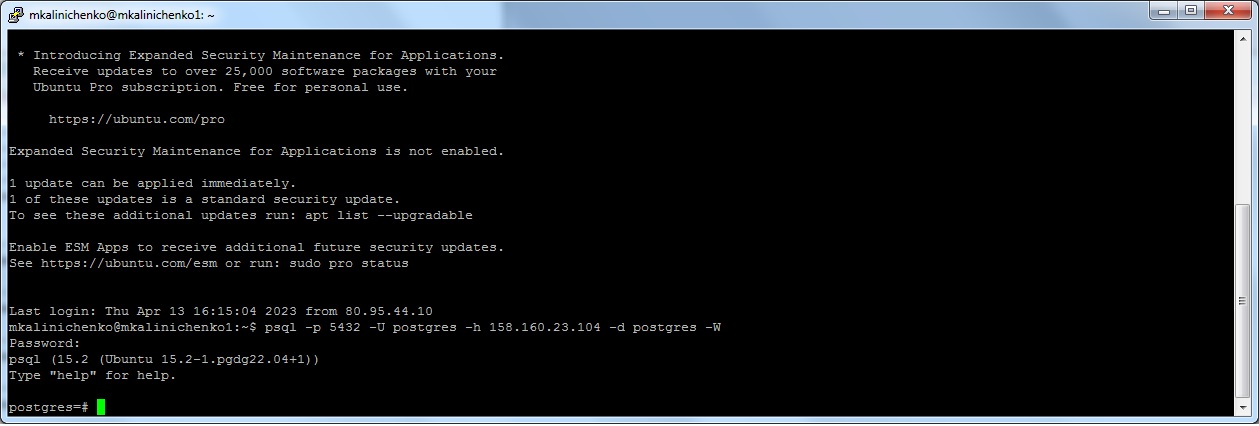 mkalinichenko@mkalinichenko1: ~
* Introducing Expanded Security Maintenance for Applications.
Receive updates to over 25,000 software packages with your
Ubuntu Pro subscription. Free for personal use.
https://ubuntu.com/pro
Expanded Security Maintenance for Applications is not enabled.
1 update can be applied immediately.
1 of these updates is a standard security update.
To see these additional updates run: apt list --upgradable
Enable ESM Apps to receive additional future security updates.
See https://ubuntu.com/esm or run: sudo pro status
Last login: Thu Apr 13 16:15:04 2023 from 80.95.44.10
mkalinichenko@mkalinichenko1:~$ psql -p 5432 -U postgres -h 158.160.23.104 -d postgres -W
Password:
psql (15.2 (Ubuntu 15.2-1.pgdg22.04+1))
Type "help" for help.
postgres=#